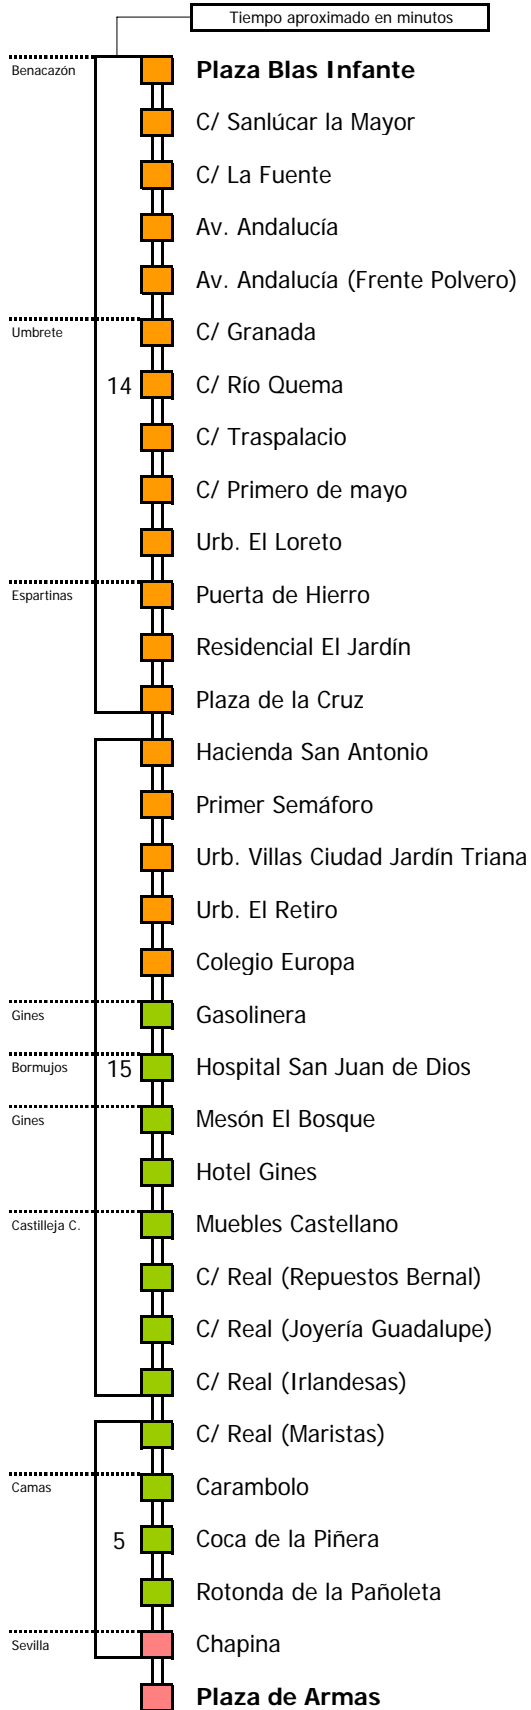 Tiempo aproximado en minutos
Benacazón
Plaza Blas Infante
C/ Sanlúcar la Mayor
C/ La Fuente
Av. Andalucía
Av. Andalucía (Frente Polvero)
Umbrete
C/ Granada
14
C/ Río Quema
C/ Traspalacio
C/ Primero de mayo
Urb. El Loreto
Espartinas
Puerta de Hierro
Residencial El Jardín
Plaza de la Cruz
Hacienda San Antonio
Primer Semáforo
Urb. Villas Ciudad Jardín Triana
Urb. El Retiro
Colegio Europa
Gines
Gasolinera
Bormujos
15
Hospital San Juan de Dios
Gines
Mesón El Bosque
Hotel Gines
Castilleja C.
Muebles Castellano
C/ Real (Repuestos Bernal)
C/ Real (Joyería Guadalupe)
C/ Real (Irlandesas)
C/ Real (Maristas)
Camas
Carambolo
5
Coca de la Piñera
Rotonda de la Pañoleta
Sevilla
Chapina
Plaza de Armas